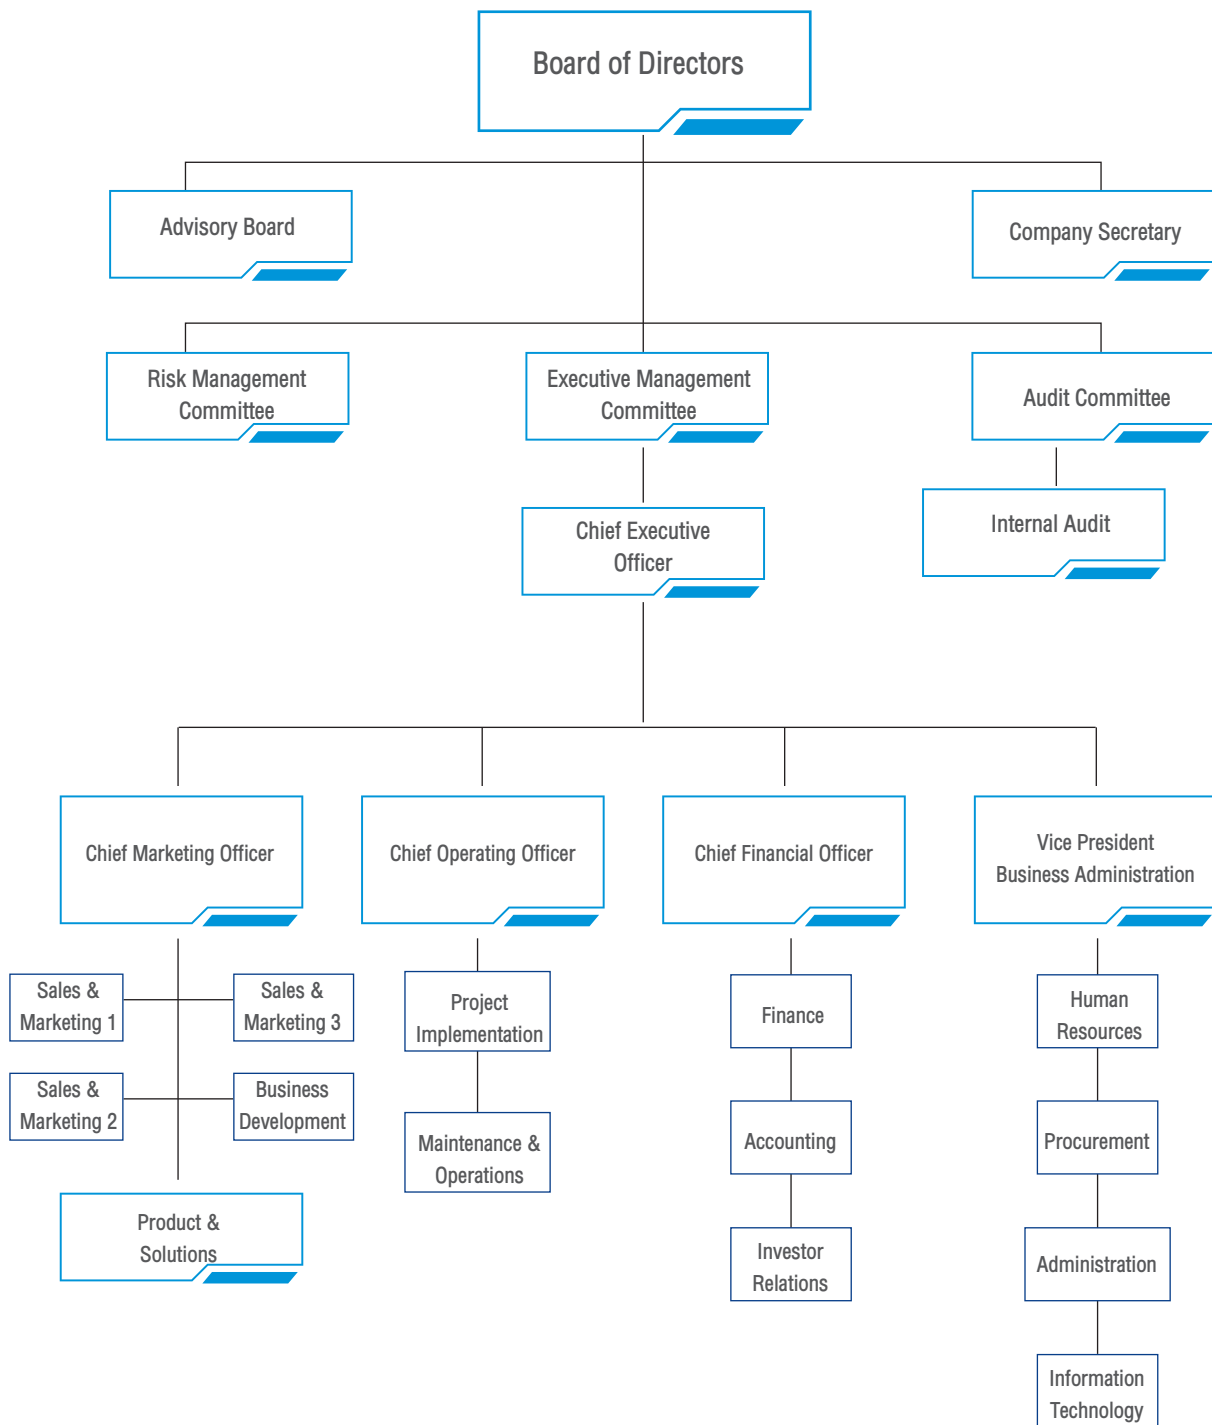 Board of Directors
Advisory Board
Company Secretary
Risk Management
Committee
Executive Management
Committee
Audit Committee
Chief Executive
Officer
Internal Audit
Chief Marketing Officer
Chief Operating Officer
Chief Financial Officer
Vice President
Business Administration
Sales &
Marketing 1
Sales &
Marketing 3
Sales &
Marketing 2
Business
Development
Product &
Solutions
Project
Implementation
Maintenance &
Operations
Finance
Accounting
Investor
Relations
Human
Resources
Procurement
Administration
Information
Technology